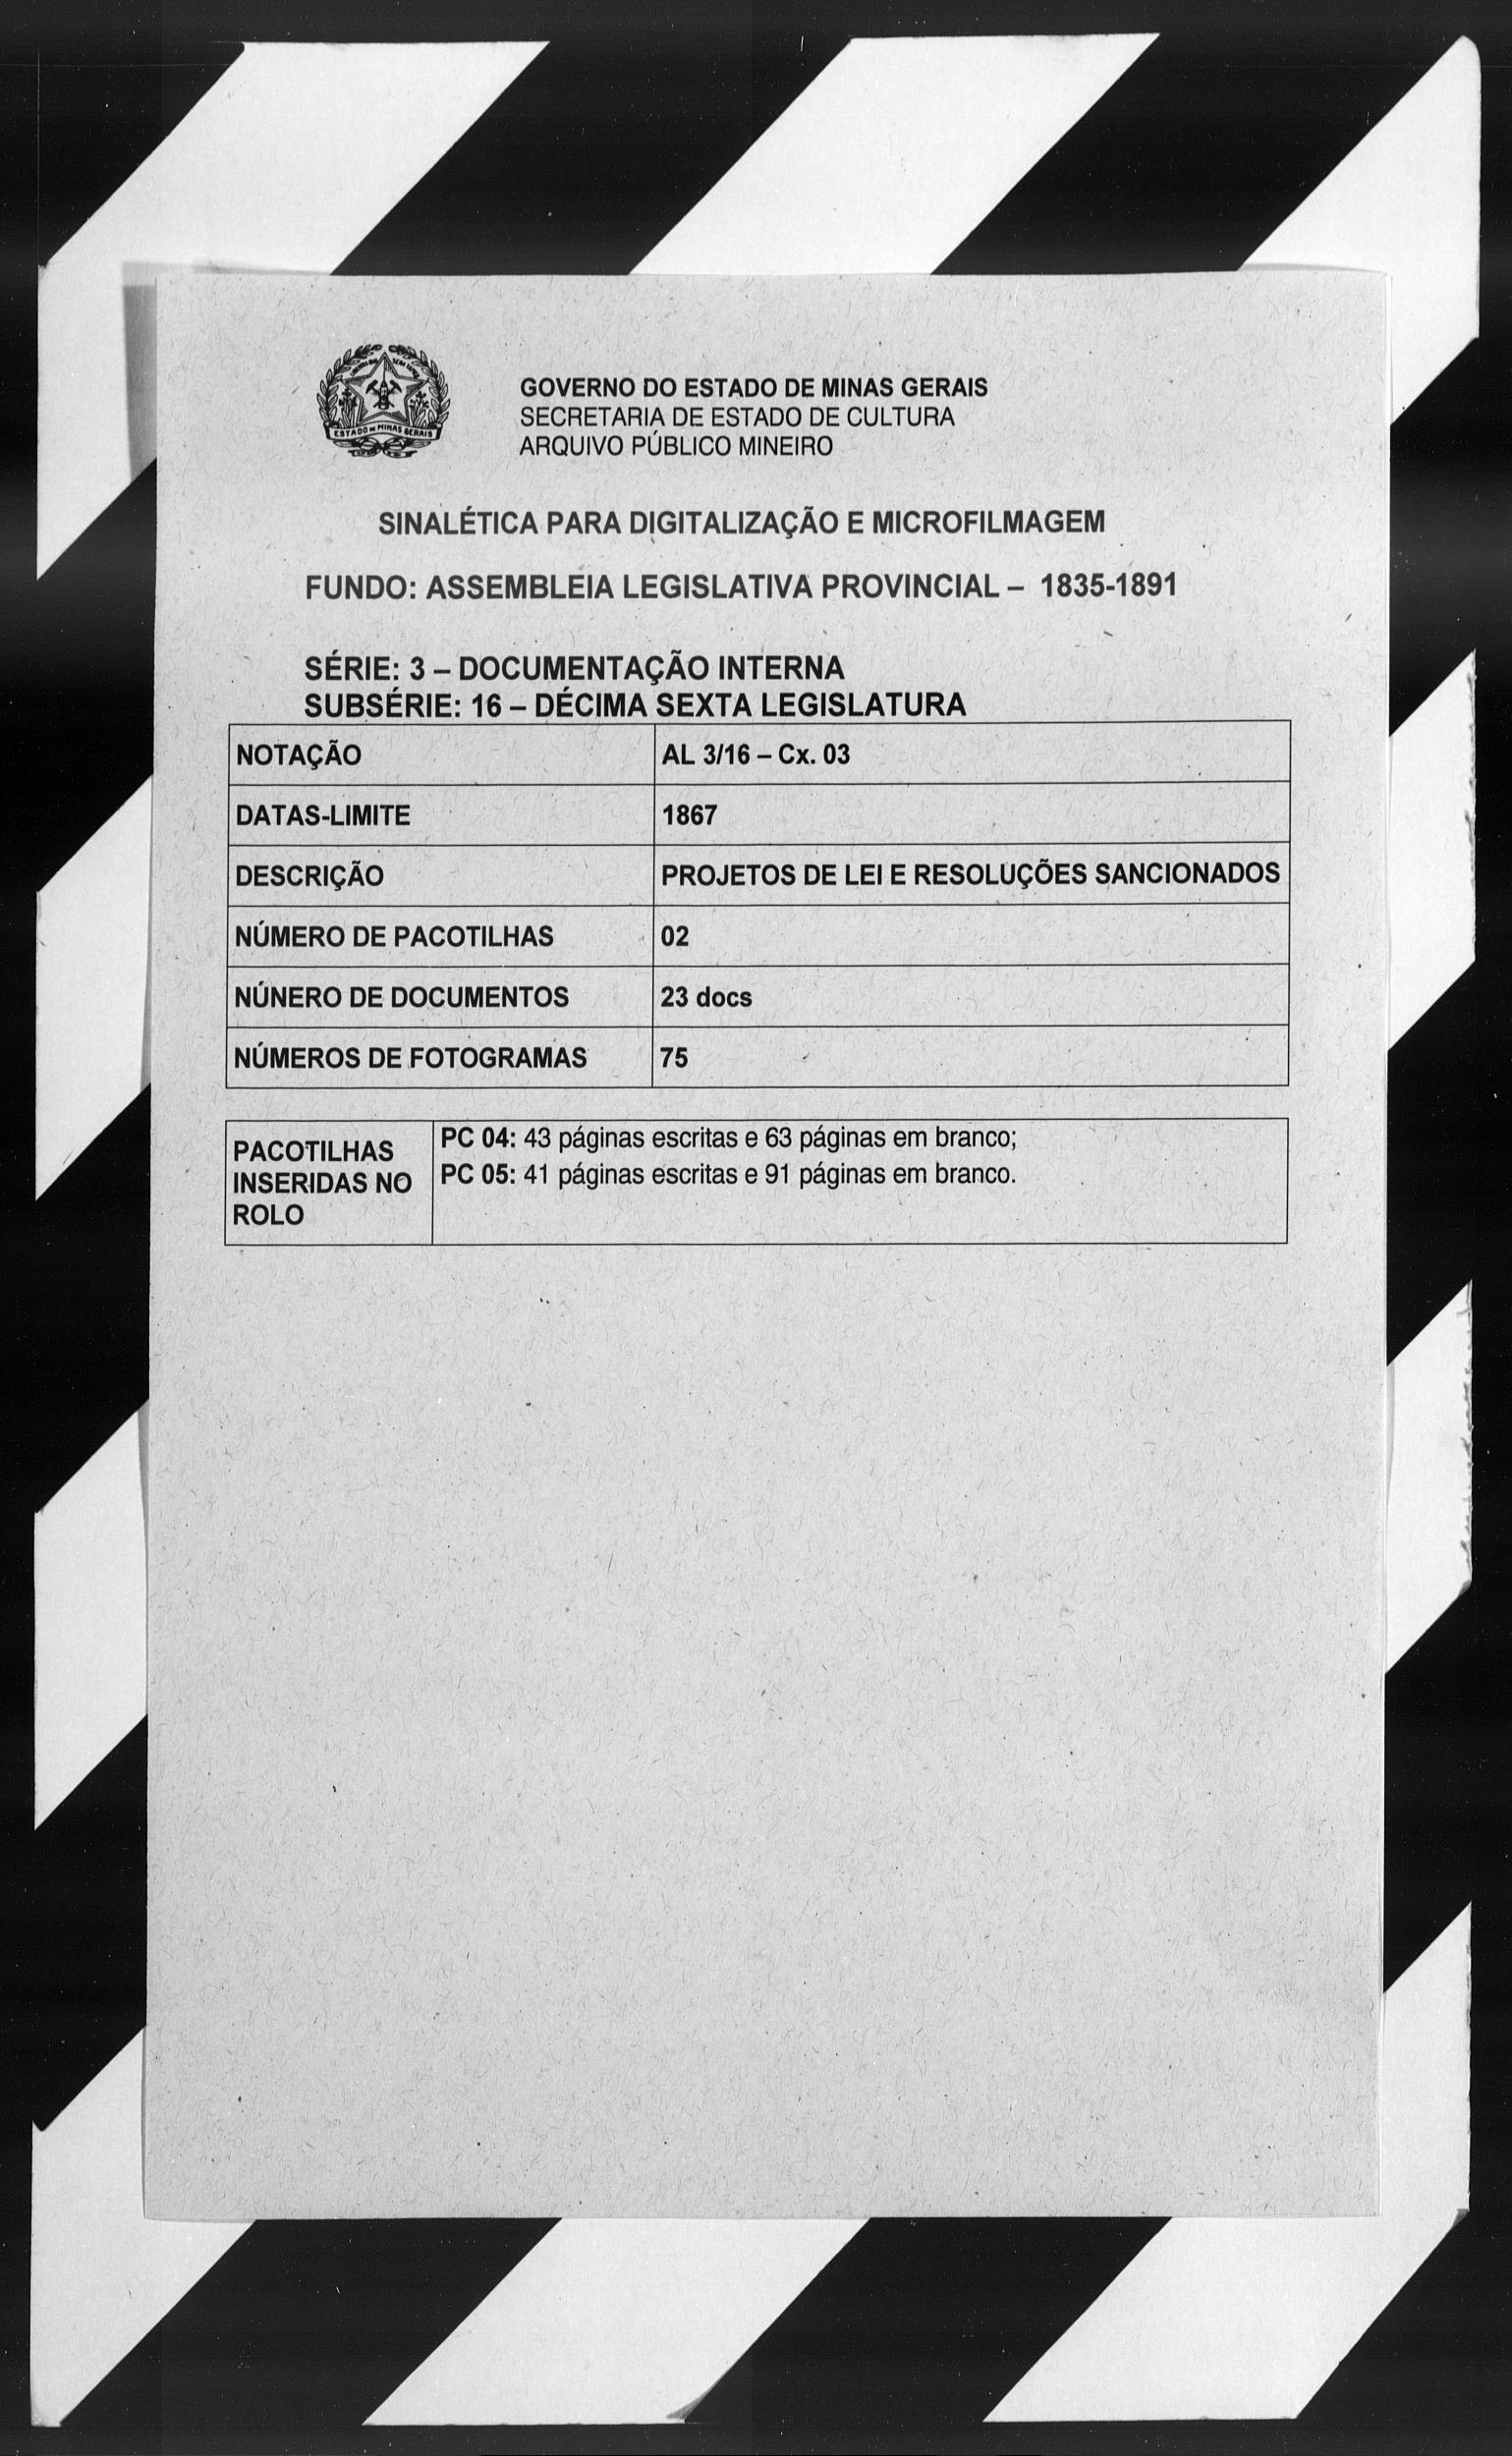 GOVERNO DO ESTADO DE MINAS GERAIS
SECRETARIA DE ESTADO DE CULTURA
ARQUIVO PÚBLICO MINEIRO
ESTADO DE MINAS GERAIS
SINALÉTICA PARA DIGITALIZAÇÃO E MICROFILMAGEM
FUNDO: ASSEMBLEIA LEGISLATIVA PROVINCIAL – 1835-1891
SÉRIE: 3 – DOCUMENTAÇÃO INTERNA
SUBSÉRIE: 16 – DÉCIMA SEXTA LEGISLATURA
NOTAÇÃO AL 3/16 – Cx. 03
DATAS-LIMITE 1867
DESCRIÇÃO PROJETOS DE LEI E RESOLUÇÕES SANCIONADOS
NÚMERO DE PACOTILHAS 02
NÚNERO DE DOCUMENTOS 23 docs
NÚMEROS DE FOTOGRAMAS 75
PACOTILHAS INSERIDAS NO ROLO
PC 04: 43 páginas escritas e 63 páginas em branco;
PC 05: 41 páginas escritas e 91 páginas em branco.